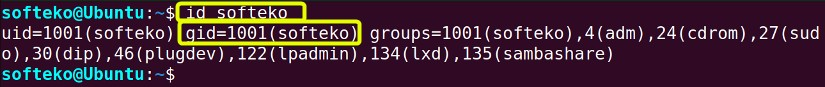 softeko@Ubuntu:~$ id softeko
uid=1001(softeko) gid=1001(softeko) groups=1001(softeko),4(adm),24(cdrom),27(sud
o),30(dip),46(plugdev),122(lpadmin),134(lxd),135(sambashare)
softeko@Ubuntu:~$